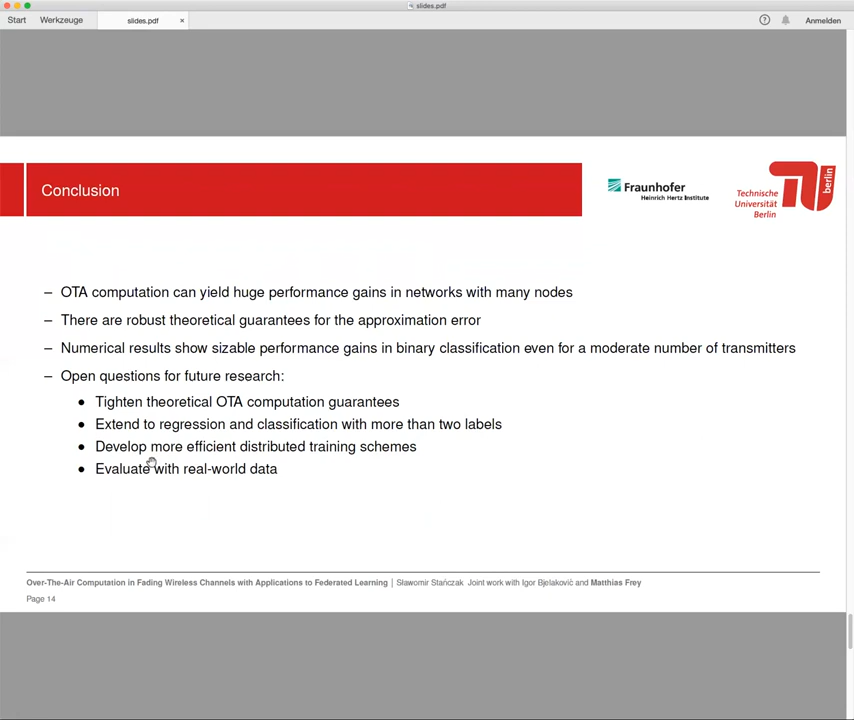 slides.pdf
Start Werkzeuge slides.pdf × ? Anmelden
Conclusion
Fraunhofer
Heinrich Hertz Institute
Technische
Universität
Berlin
berlin
– OTA computation can yield huge performance gains in networks with many nodes
– There are robust theoretical guarantees for the approximation error
– Numerical results show sizable performance gains in binary classification even for a moderate number of transmitters
– Open questions for future research:
• Tighten theoretical OTA computation guarantees
• Extend to regression and classification with more than two labels
• Develop more efficient distributed training schemes
• Evaluate with real-world data
Over-The-Air Computation in Fading Wireless Channels with Applications to Federated Learning | Sławomir Stańczak Joint work with Igor Bjelaković and Matthias Frey
Page 14